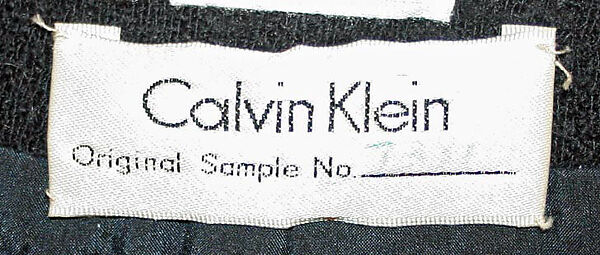 Calvin Klein
Original Sample No.